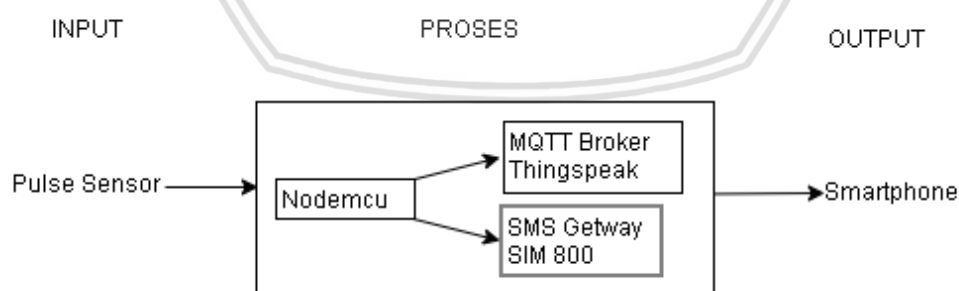 INPUT
PROSES
OUTPUT
Pulse Sensor
Nodemcu
MQTT Broker
Thingspeak
SMS Getway
SIM 800
Smartphone